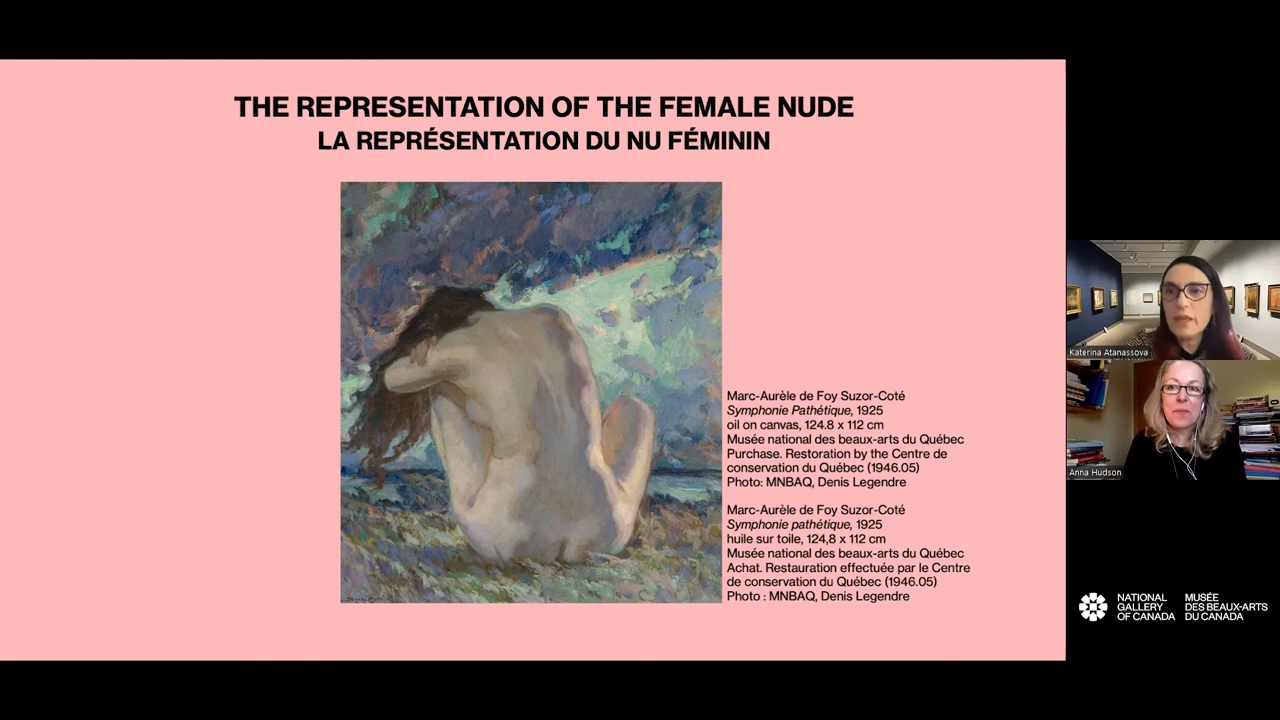 THE REPRESENTATION OF THE FEMALE NUDE
LA REPRÉSENTATION DU NU FÉMININ
Marc-Aurèle de Foy Suzor-Coté
Symphonie Pathétique, 1925
oil on canvas, 124.8 x 112 cm
Musée national des beaux-arts du Québec
Purchase. Restoration by the Centre de
conservation du Québec (1946.05)
Photo: MNBAQ, Denis Legendre
Marc-Aurèle de Foy Suzor-Coté
Symphonie pathétique, 1925
huile sur toile, 124,8 x 112 cm
Musée national des beaux-arts du Québec
Achat. Restauration effectuée par le Centre
de conservation du Québec (1946.05)
Photo : MNBAQ, Denis Legendre
Katerina Atanassova
Anna Hudson
NATIONAL
GALLERY
OF CANADA
MUSÉE
DES BEAUX-ARTS
DU CANADA